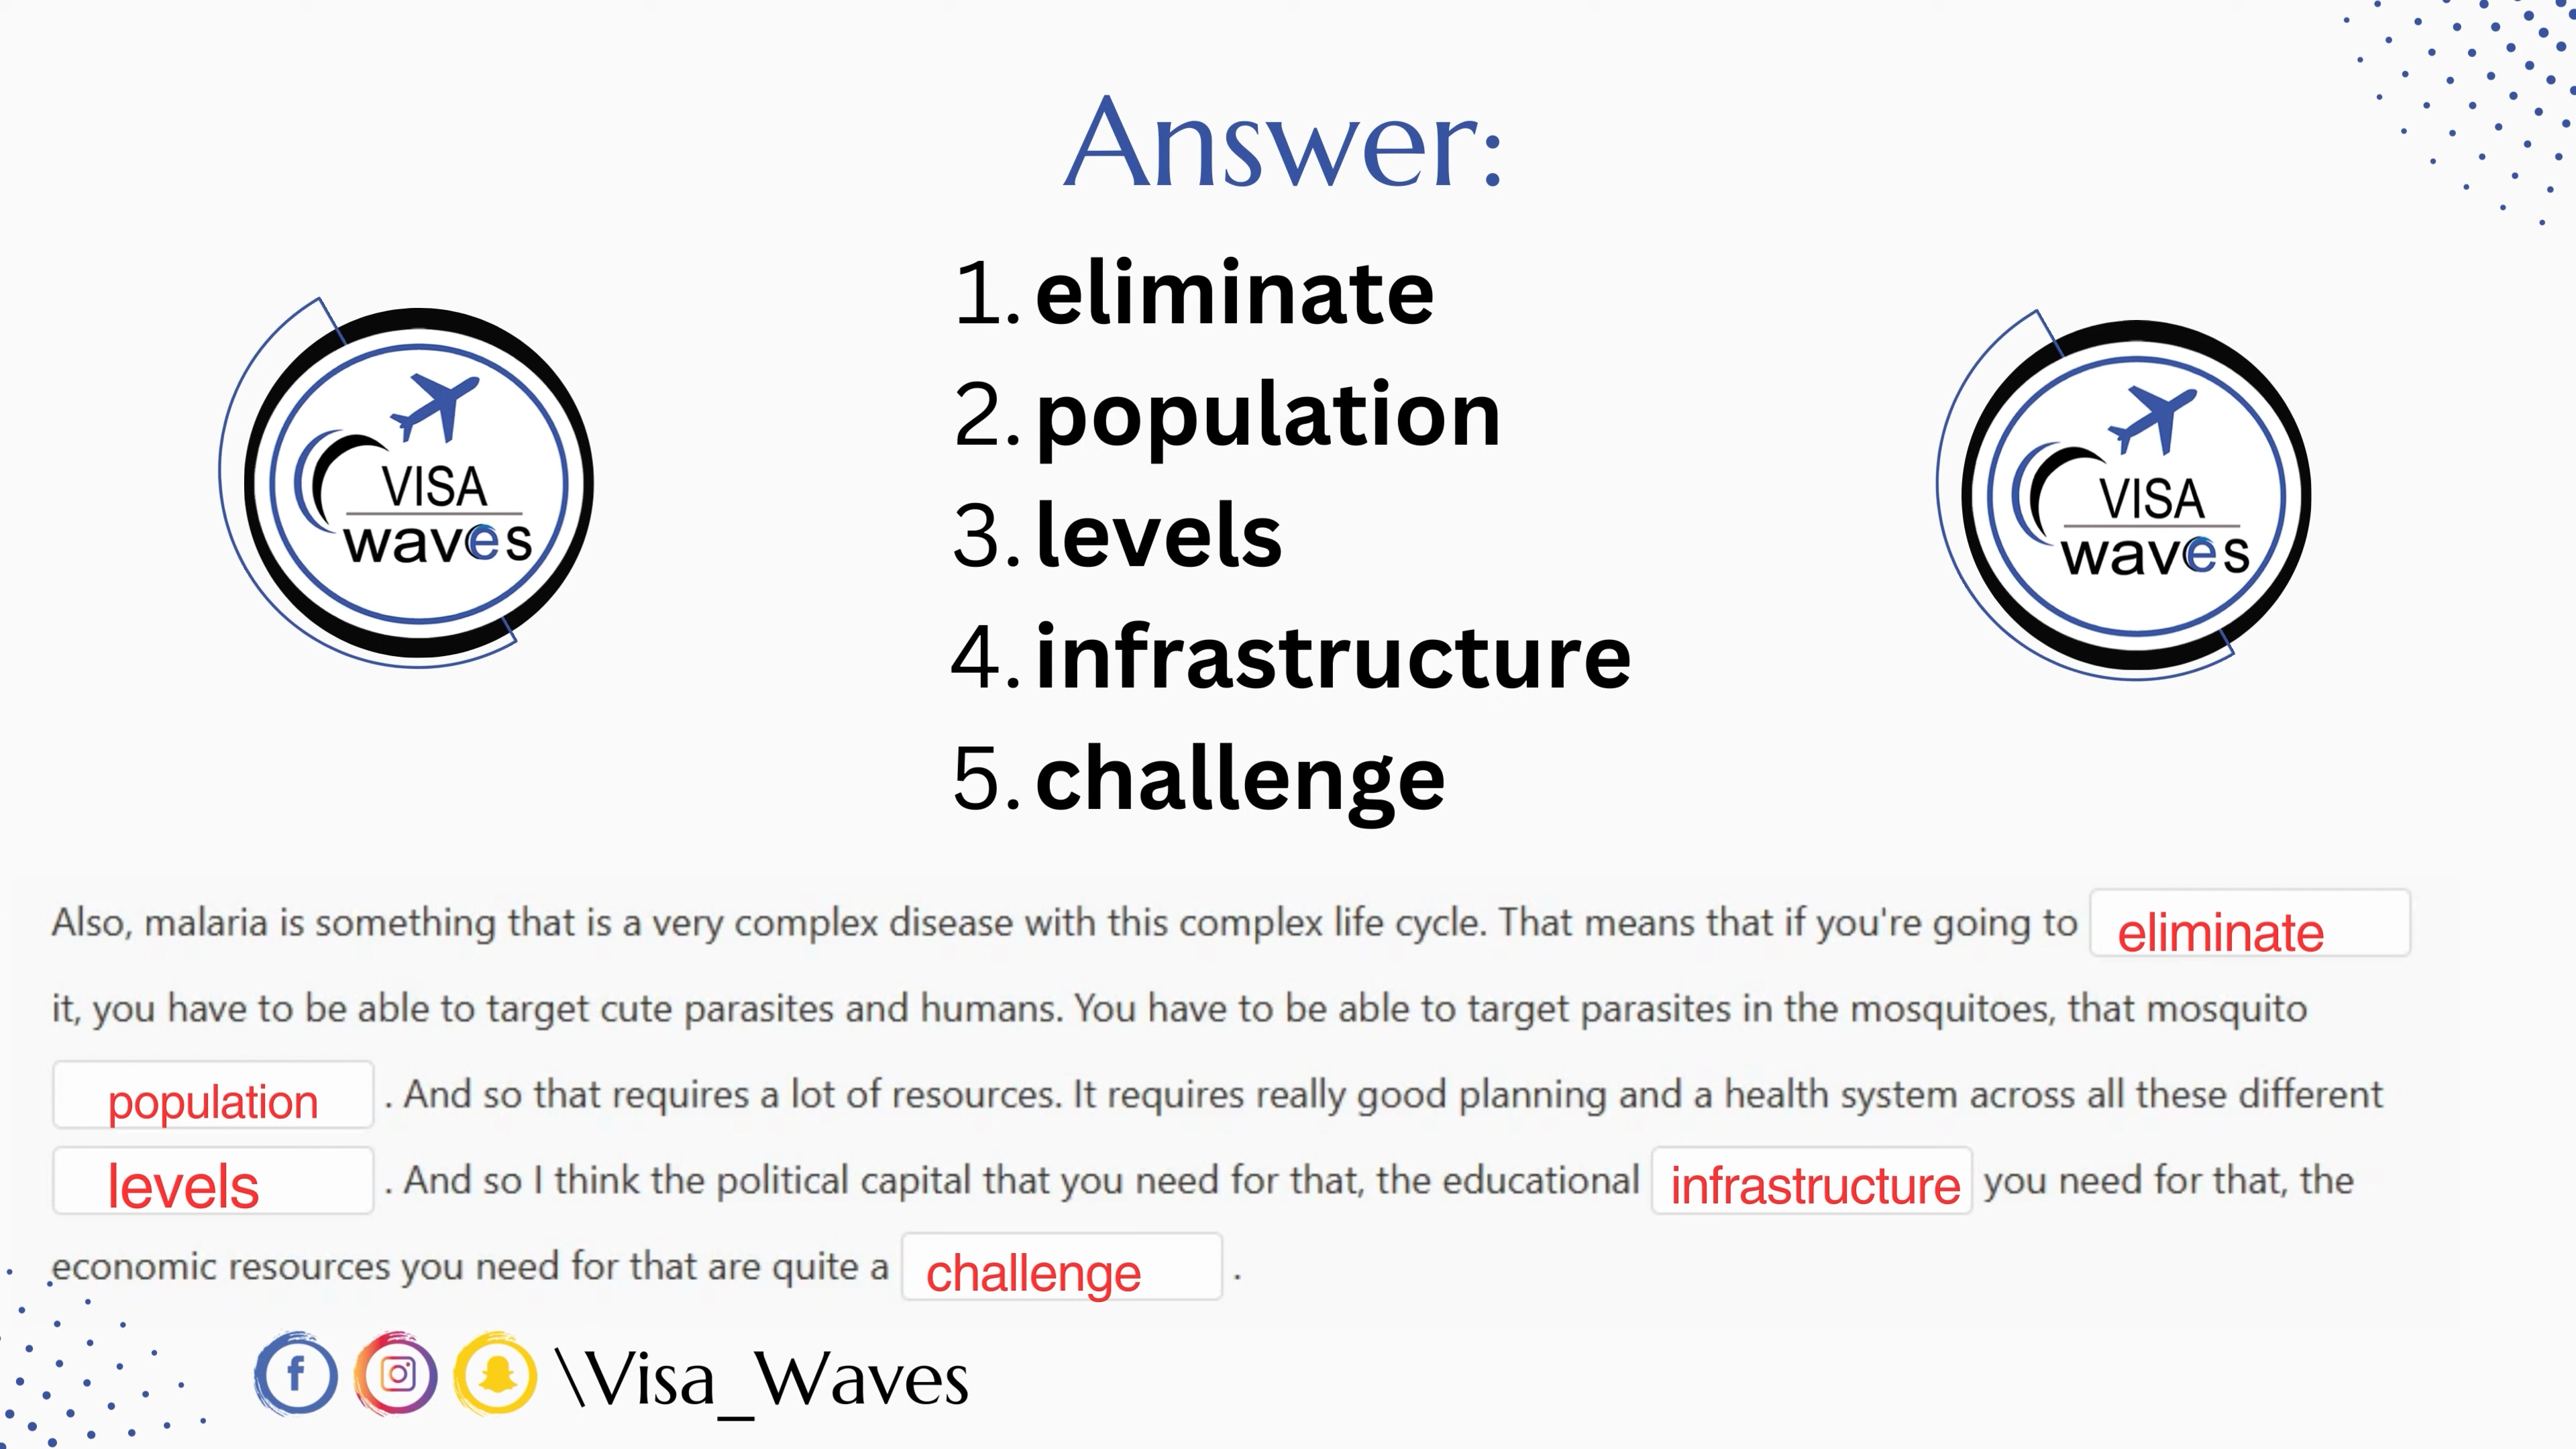 Answer:
1. eliminate
2. population
3. levels
4. infrastructure
5. challenge
VISA
waves
VISA
waves
Also, malaria is something that is a very complex disease with this complex life cycle. That means that if you're going to eliminate
it, you have to be able to target cute parasites and humans. You have to be able to target parasites in the mosquitoes, that mosquito
population . And so that requires a lot of resources. It requires really good planning and a health system across all these different
levels . And so I think the political capital that you need for that, the educational infrastructure you need for that, the
economic resources you need for that are quite a challenge .
\Visa_Waves